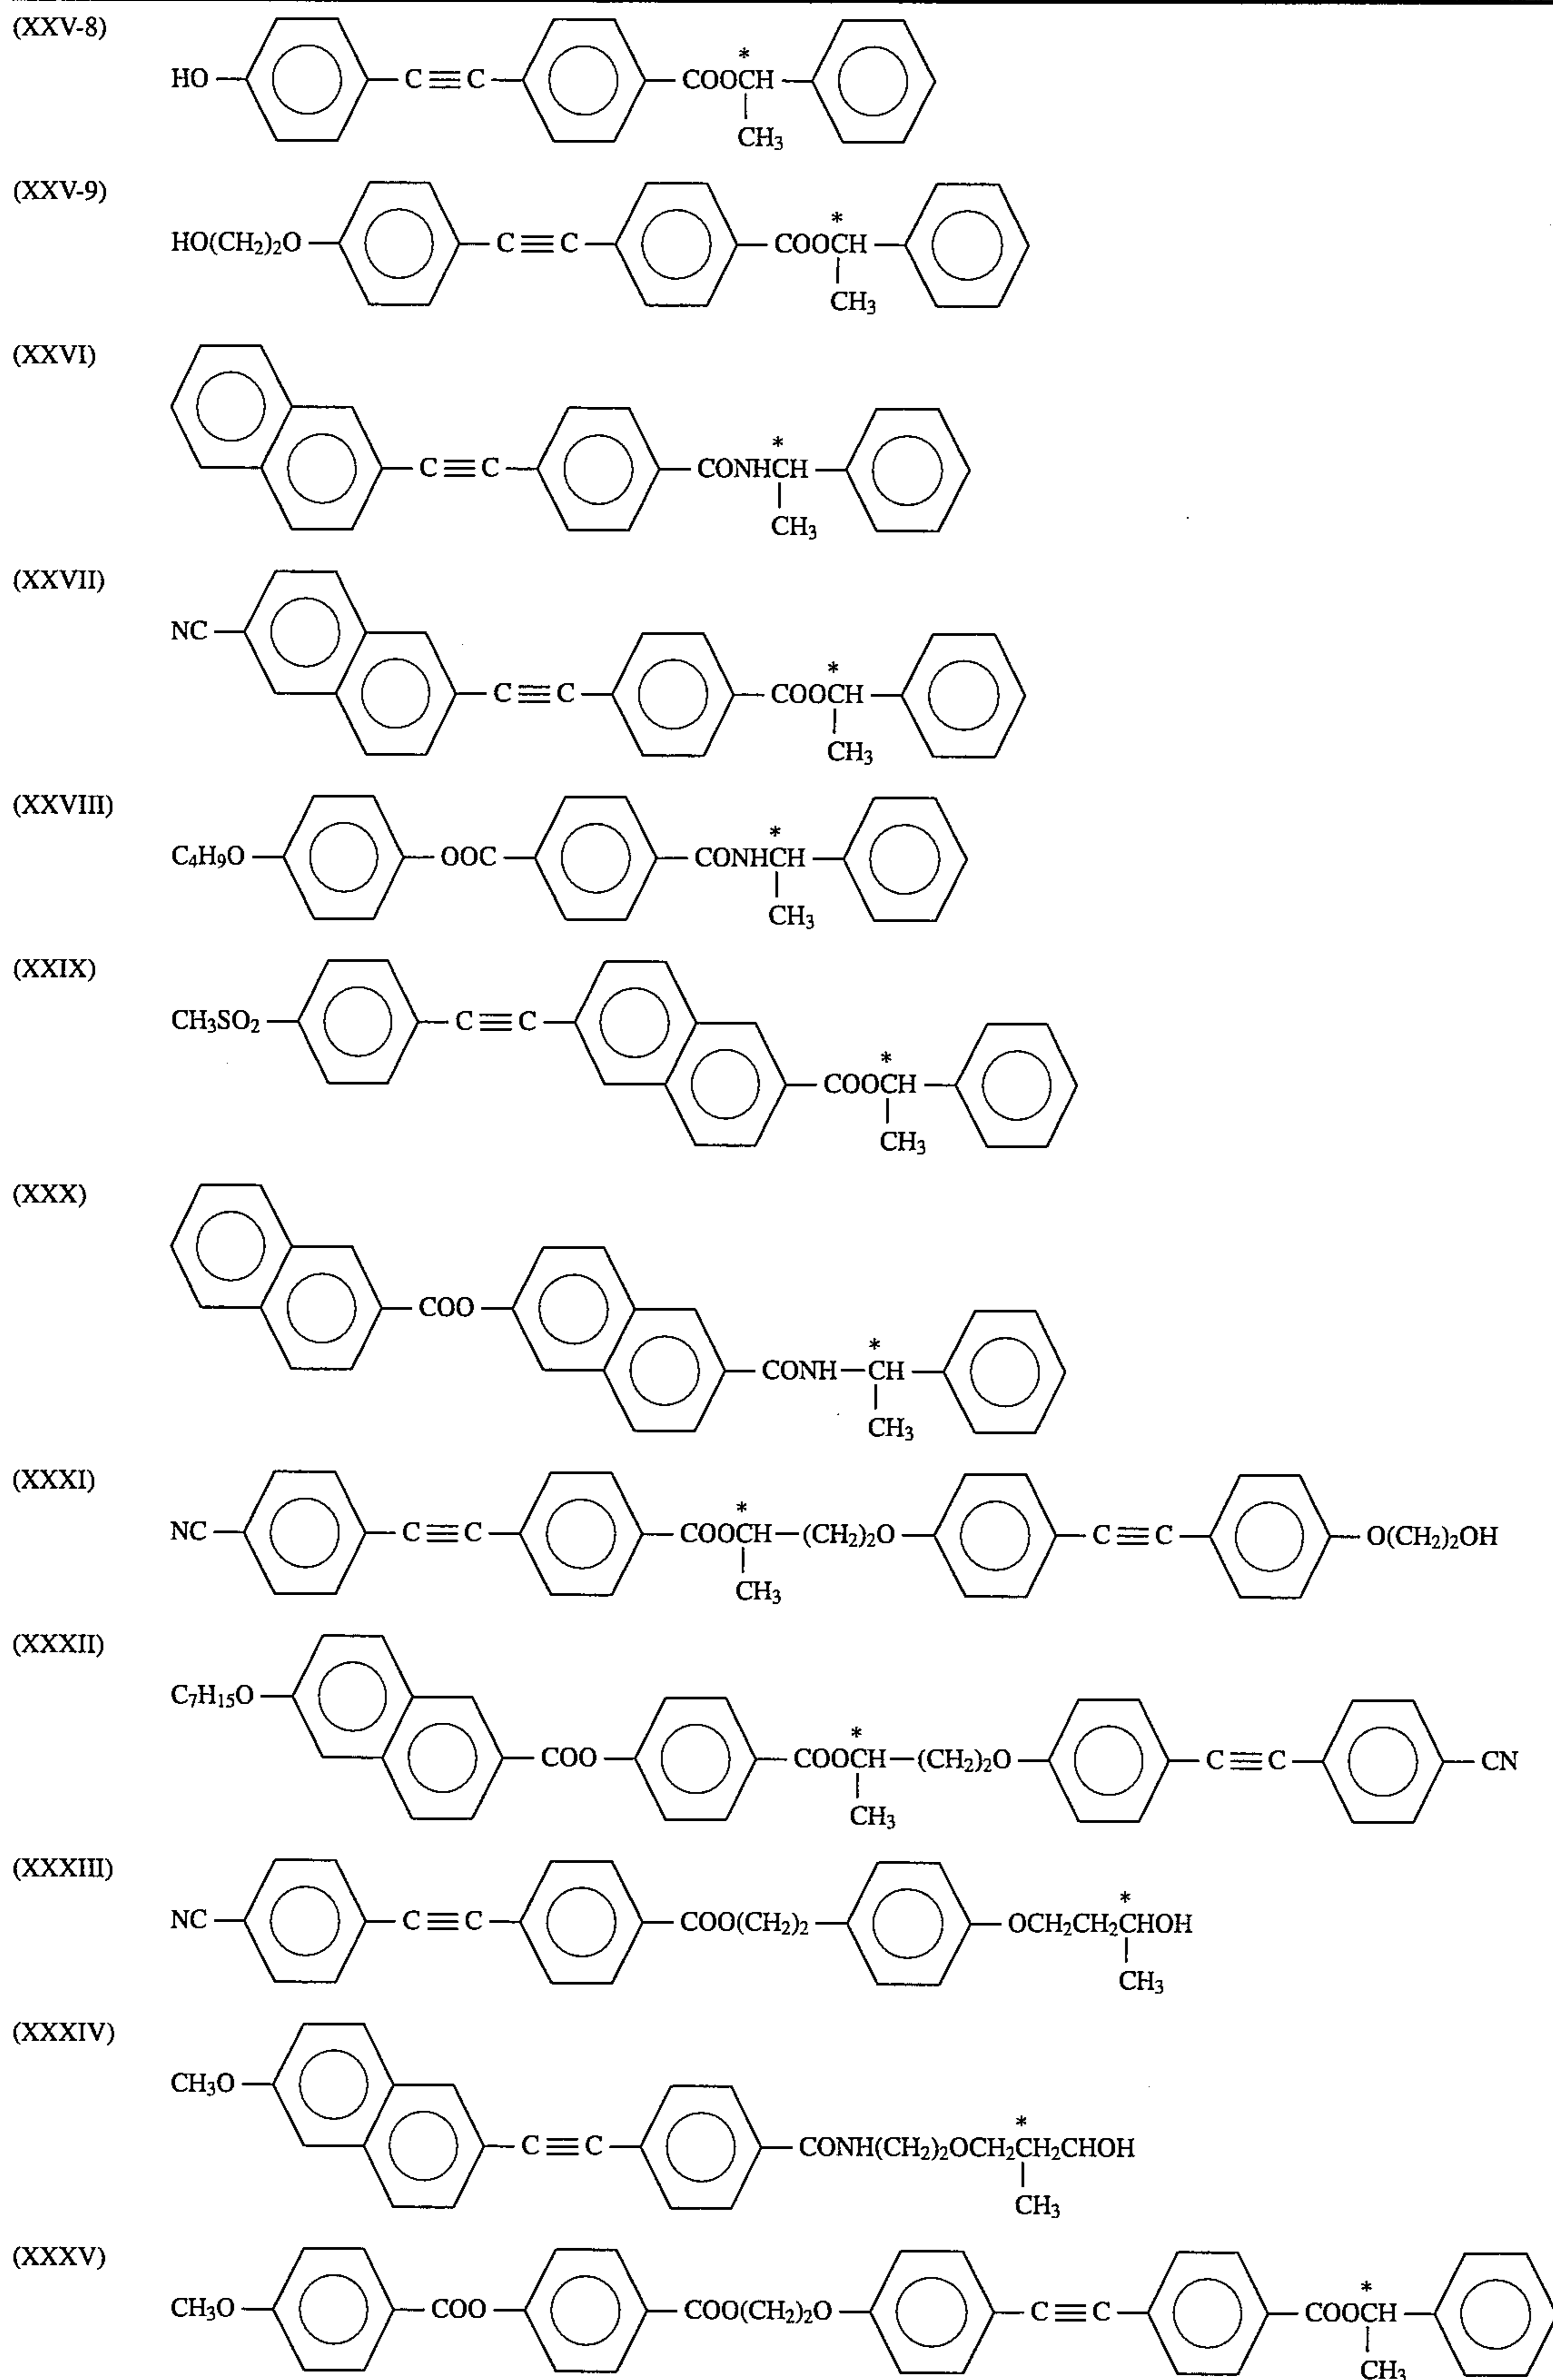 (XXV-8)
HO C≡C COOCH
*
CH3
(XXV-9)
HO(CH2)2O C≡C COOCH
*
CH3
(XXVI)
C≡C CONHCH
*
CH3
(XXVII)
NC C≡C COOCH
*
CH3
(XXVIII)
C4H9O OOC CONHCH
*
CH3
(XXIX)
CH3SO2 C≡C
*
COOCH
CH3
(XXX)
COO
*
CONH CH
CH3
(XXXI)
*
NC C≡C COOCH (CH2)2O C≡C O(CH2)2OH
CH3
(XXXII)
C7H15O
*
COO COOCH (CH2)2O C≡C CN
CH3
(XXXIII)
*
NC C≡C COO(CH2)2 OCH2CH2CHOH
CH3
(XXXIV)
CH3O
*
C≡C CONH(CH2)2OCH2CH2CHOH
CH3
(XXXV)
*
CH3O COO COO(CH2)2O C≡C COOCH
CH3